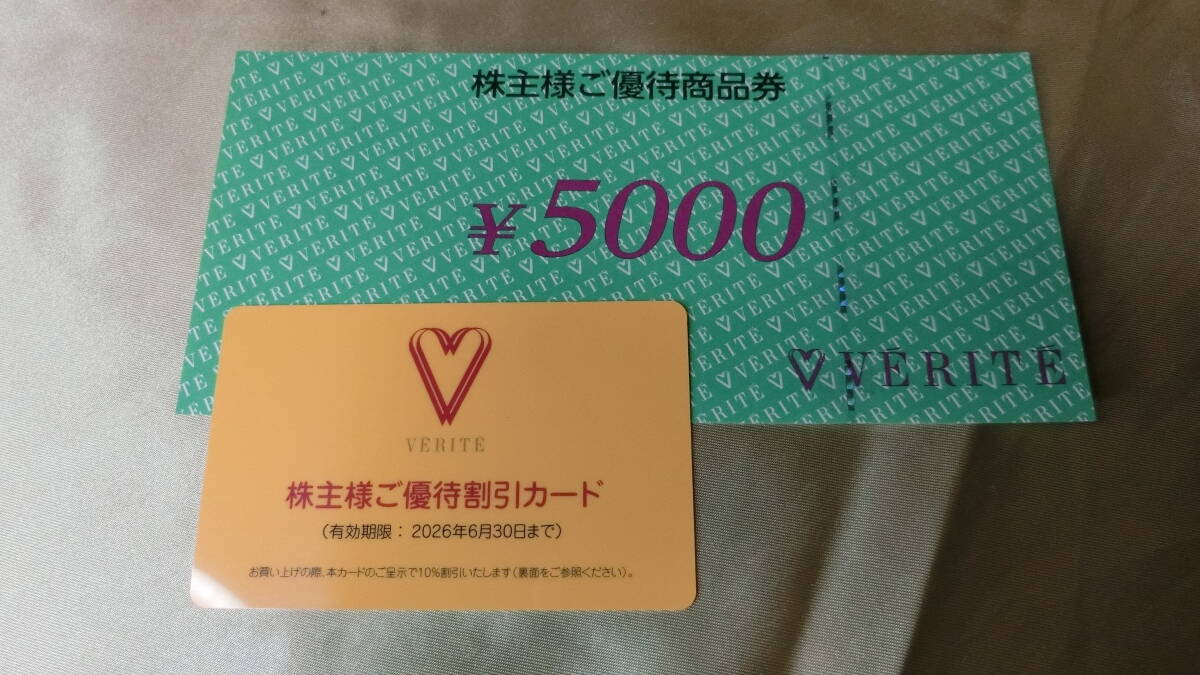 株主様ご優待商品券
¥5000
VÉRITÉ
VÉRITÉ
株主様ご優待割引カード
(有効期限：2026年6月30日まで)
お買い上げの際、本カードのご呈示で10%割引いたします(裏面をご参照ください)。